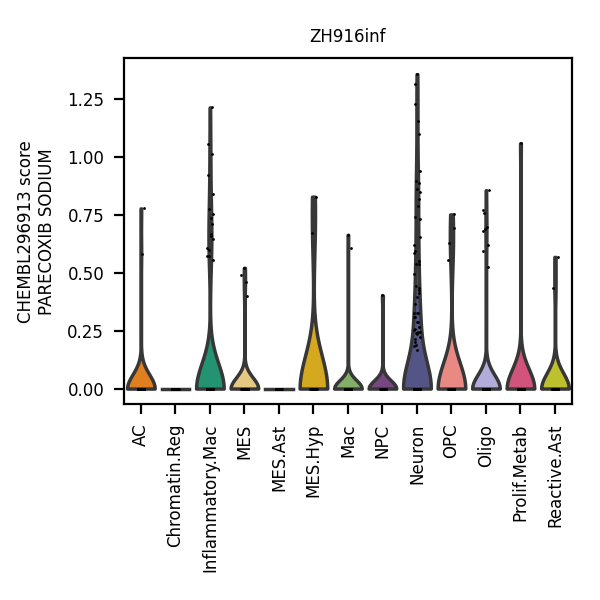 ZH916inf
CHEMBL296913 score
PARECOXIB SODIUM
1.25
1.00
0.75
0.50
0.25
0.00
AC
Chromatin.Reg
Inflammatory.Mac
MES
MES.Ast
MES.Hyp
Mac
NPC
Neuron
OPC
Oligo
Prolif.Metab
Reactive.Ast